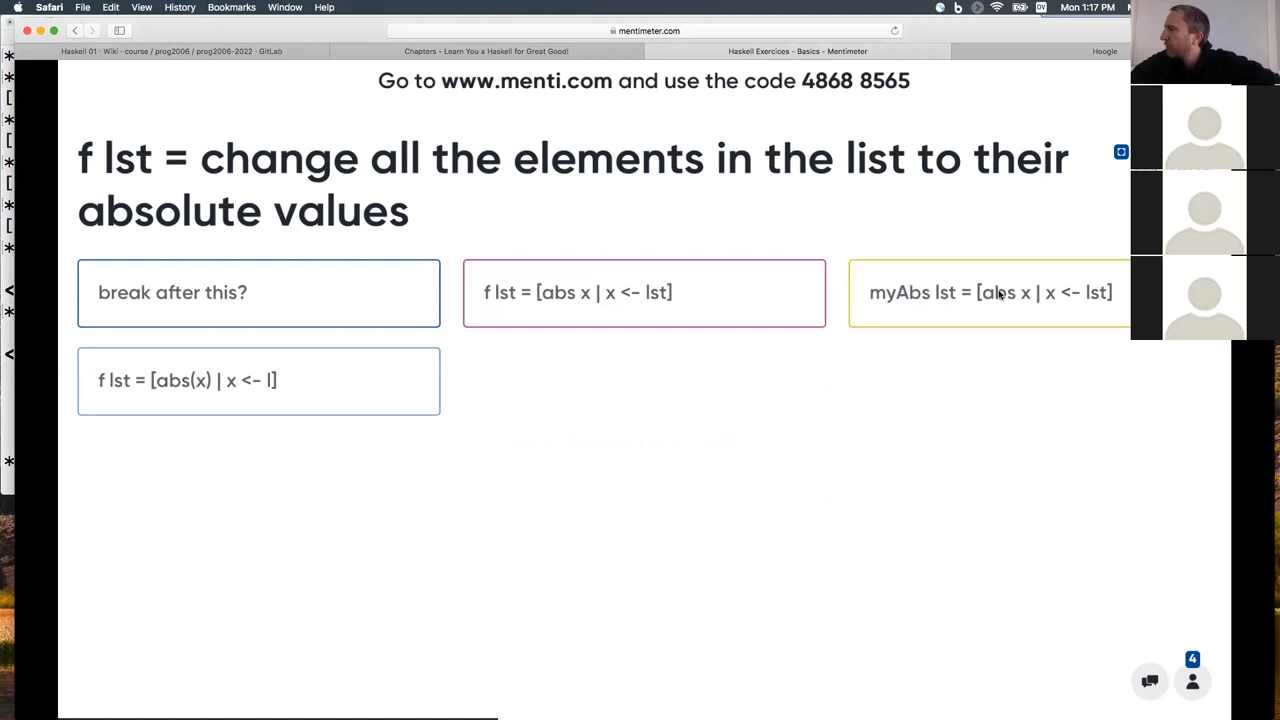 Safari File Edit View History Bookmarks Window Help
Mon 1:17 PM
mentimeter.com
Haskell 01 · Wiki · course / prog2006 / prog2006-2022 · GitLab
Chapters - Learn You a Haskell for Great Good!
Haskell Exercices - Basics - Mentimeter
Hoogle
Go to www.menti.com and use the code 4868 8565
f lst = change all the elements in the list to their
absolute values
break after this?
f lst = [abs x | x <- lst]
myAbs lst = [abs x | x <- lst]
f lst = [abs(x) | x <- l]
4